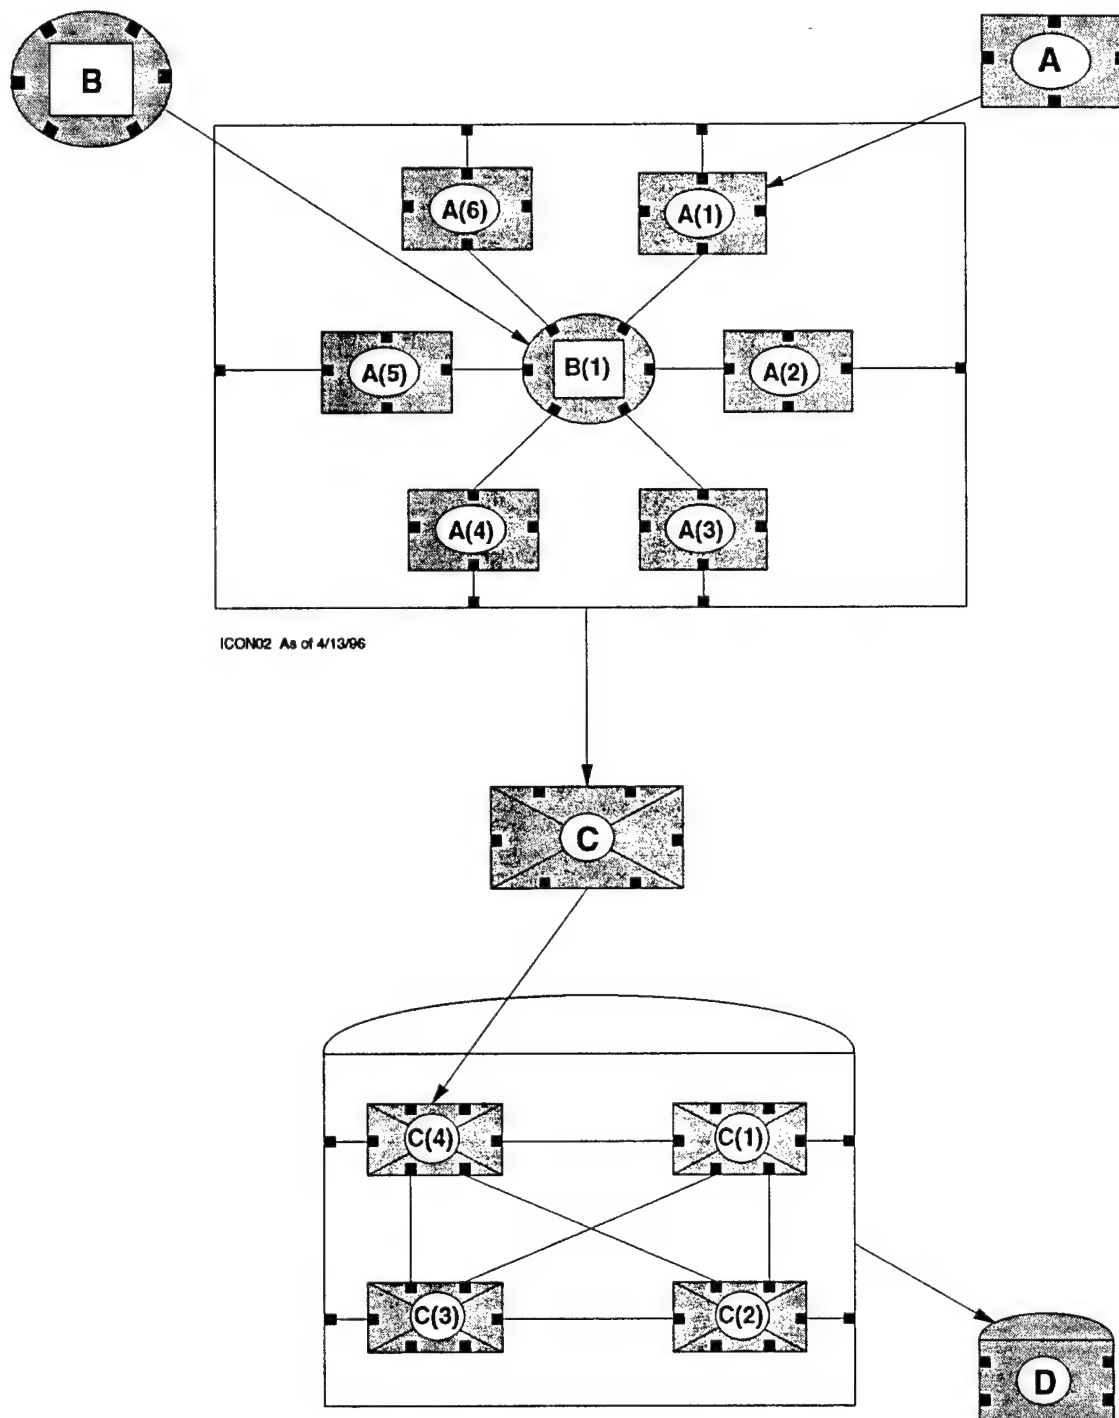 B
A
A(6)
A(1)
A(5)
B(1)
A(2)
A(4)
A(3)
ICON02 As of 4/13/96
C
C(4)
C(1)
C(3)
C(2)
D